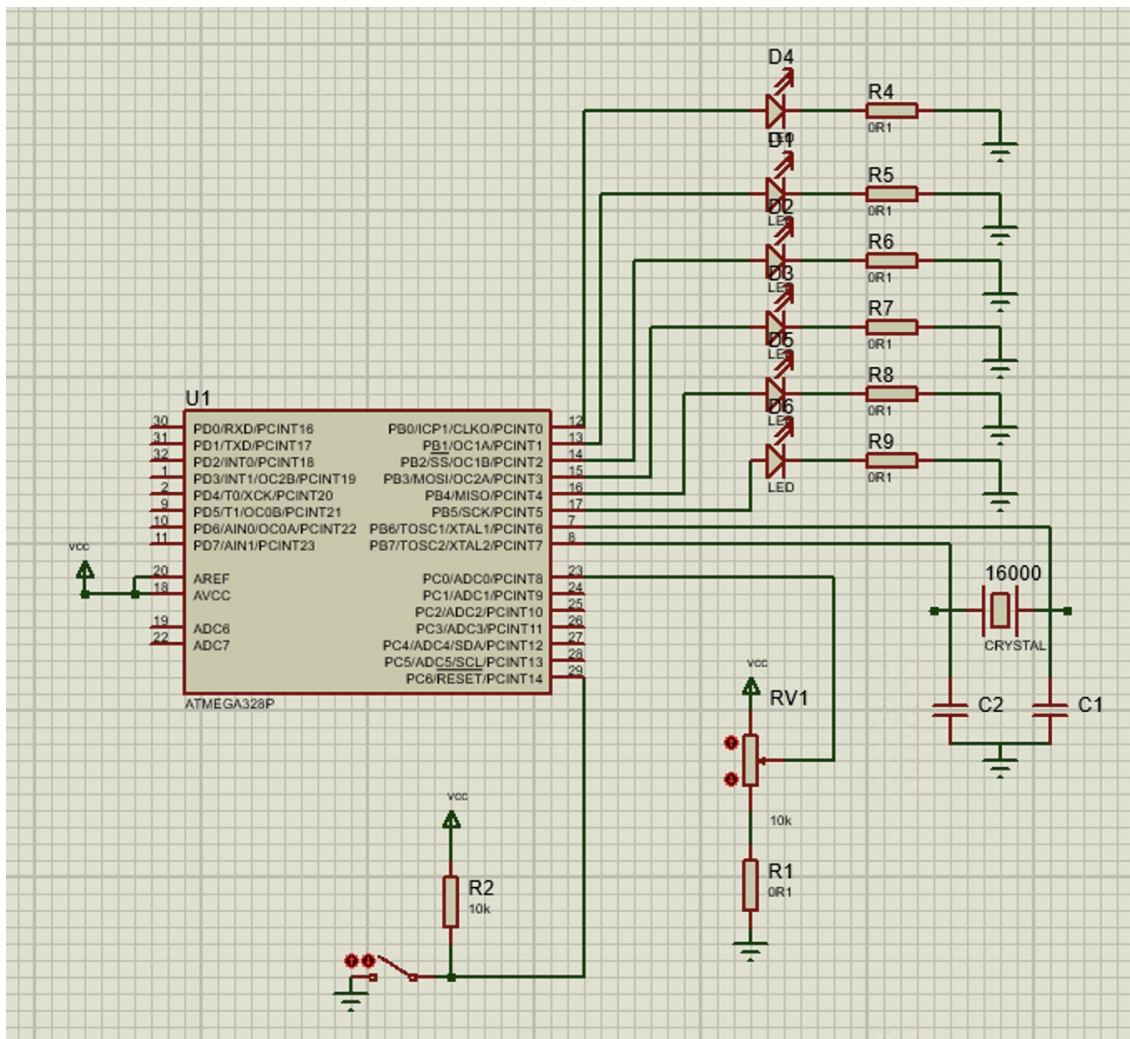 D4
R4
0R1
LED
D1
R5
0R1
D2
LED
R6
0R1
D3
LED
R7
0R1
D5
LED
R8
0R1
D6
LED
R9
0R1
LED
U1
30 PD0/RXD/PCINT16 PB0/ICP1/CLKO/PCINT0 12
31 PD1/TXD/PCINT17 PB1/OC1A/PCINT1 13
32 PD2/INT0/PCINT18 PB2/SS/OC1B/PCINT2 14
1 PD3/INT1/OC2B/PCINT19 PB3/MOSI/OC2A/PCINT3 15
2 PD4/T0/XCK/PCINT20 PB4/MISO/PCINT4 16
9 PD5/T1/OC0B/PCINT21 PB5/SCK/PCINT5 17
10 PD6/AIN0/OC0A/PCINT22 PB6/TOSC1/XTAL1/PCINT6 7
11 PD7/AIN1/PCINT23 PB7/TOSC2/XTAL2/PCINT7 8
VCC
20 AREF PC0/ADC0/PCINT8 23
18 AVCC PC1/ADC1/PCINT9 24
PC2/ADC2/PCINT10 25
19 ADC6 PC3/ADC3/PCINT11 26
22 ADC7 PC4/ADC4/SDA/PCINT12 27
PC5/ADC5/SCL/PCINT13 28
PC6/RESET/PCINT14 29
ATMEGA328P
16000
CRYSTAL
VCC
RV1
C2
C1
10k
R1
0R1
VCC
R2
10k